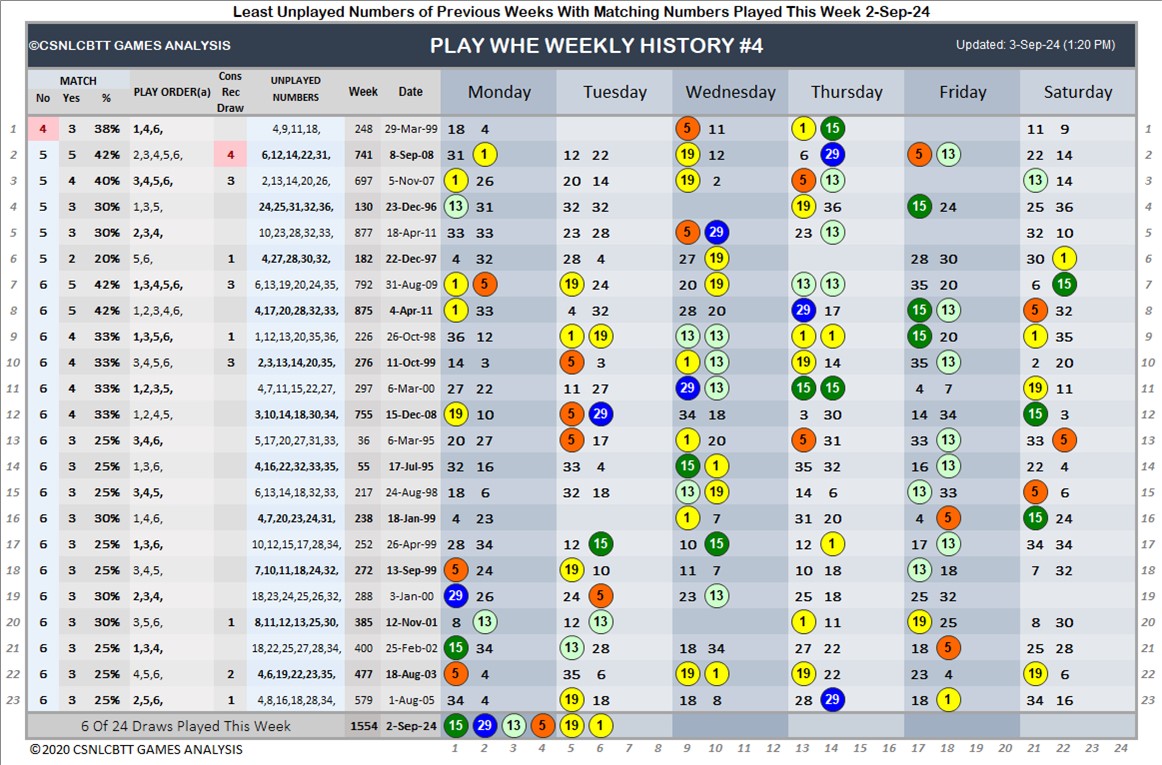 Least Unplayed Numbers of Previous Weeks With Matching Numbers Played This Week 2-Sep-24
©CSNLCBTT GAMES ANALYSIS PLAY WHE WEEKLY HISTORY #4 Updated: 3-Sep-24 (1:20 PM)
MATCH No Yes % PLAY ORDER(a) Cons Rec Draw UNPLAYED NUMBERS Week Date Monday Tuesday Wednesday Thursday Friday Saturday
1 4 3 38% 1,4,6, 4,9,11,18, 248 29-Mar-99 18 4 5 11 1 15 11 9 1
2 5 5 42% 2,3,4,5,6, 4 6,12,14,22,31, 741 8-Sep-08 31 1 12 22 19 12 6 29 5 13 22 14 2
3 5 4 40% 3,4,5,6, 3 2,13,14,20,26, 697 5-Nov-07 1 26 20 14 19 2 5 13 13 14 3
4 5 3 30% 1,3,5, 24,25,31,32,36, 130 23-Dec-96 13 31 32 32 19 36 15 24 25 36 4
5 5 3 30% 2,3,4, 10,23,28,32,33, 877 18-Apr-11 33 33 23 28 5 29 23 13 32 10 5
6 5 2 20% 5,6, 1 4,27,28,30,32, 182 22-Dec-97 4 32 28 4 27 19 28 30 30 1 6
7 6 5 42% 1,3,4,5,6, 3 6,13,19,20,24,35, 792 31-Aug-09 1 5 19 24 20 19 13 13 35 20 6 15 7
8 6 5 42% 1,2,3,4,6, 4,17,20,28,32,33, 875 4-Apr-11 1 33 4 32 28 20 29 17 15 13 5 32 8
9 6 4 33% 1,3,5,6, 1 1,12,13,20,35,36, 226 26-Oct-98 36 12 1 19 13 13 1 1 15 20 1 35 9
10 6 4 33% 3,4,5,6, 3 2,3,13,14,20,35, 276 11-Oct-99 14 3 5 3 1 13 19 14 35 13 2 20 10
11 6 4 33% 1,2,3,5, 4,7,11,15,22,27, 297 6-Mar-00 27 22 11 27 29 13 15 15 4 7 19 11 11
12 6 4 33% 1,2,4,5, 3,10,14,18,30,34, 755 15-Dec-08 19 10 5 29 34 18 3 30 14 34 15 3 12
13 6 3 25% 3,4,6, 5,17,20,27,31,33, 36 6-Mar-95 20 27 5 17 1 20 5 31 33 13 33 5 13
14 6 3 25% 1,3,6, 4,16,22,32,33,35, 55 17-Jul-95 32 16 33 4 15 1 35 32 16 13 22 4 14
15 6 3 25% 3,4,5, 6,13,14,18,32,33, 217 24-Aug-98 18 6 32 18 13 19 14 6 13 33 5 6 15
16 6 3 30% 1,4,6, 4,7,20,23,24,31, 238 18-Jan-99 4 23 1 7 31 20 4 5 15 24 16
17 6 3 25% 1,3,6, 10,12,15,17,28,34, 252 26-Apr-99 28 34 12 15 10 15 12 1 17 13 34 34 17
18 6 3 25% 3,4,5, 7,10,11,18,24,32, 272 13-Sep-99 5 24 19 10 11 7 10 18 13 18 7 32 18
19 6 3 30% 2,3,4, 18,23,24,25,26,32, 288 3-Jan-00 29 26 24 5 23 13 25 18 25 32 19
20 6 3 30% 3,5,6, 1 8,11,12,13,25,30, 385 12-Nov-01 8 13 12 13 1 11 19 25 8 30 20
21 6 3 25% 1,3,4, 18,22,25,27,28,34, 400 25-Feb-02 15 34 13 28 18 34 27 22 18 5 25 28 21
22 6 3 25% 4,5,6, 2 4,6,19,22,23,35, 477 18-Aug-03 5 4 35 6 19 1 19 22 23 4 19 6 22
23 6 3 25% 2,5,6, 1 4,8,16,18,28,34, 579 1-Aug-05 34 4 19 18 18 8 28 29 18 1 34 16 23
6 Of 24 Draws Played This Week 1554 2-Sep-24 15 29 13 5 19 1
© 2020 CSNLCBTT GAMES ANALYSIS 1 2 3 4 5 6 7 8 9 10 11 12 13 14 15 16 17 18 19 20 21 22 23 24